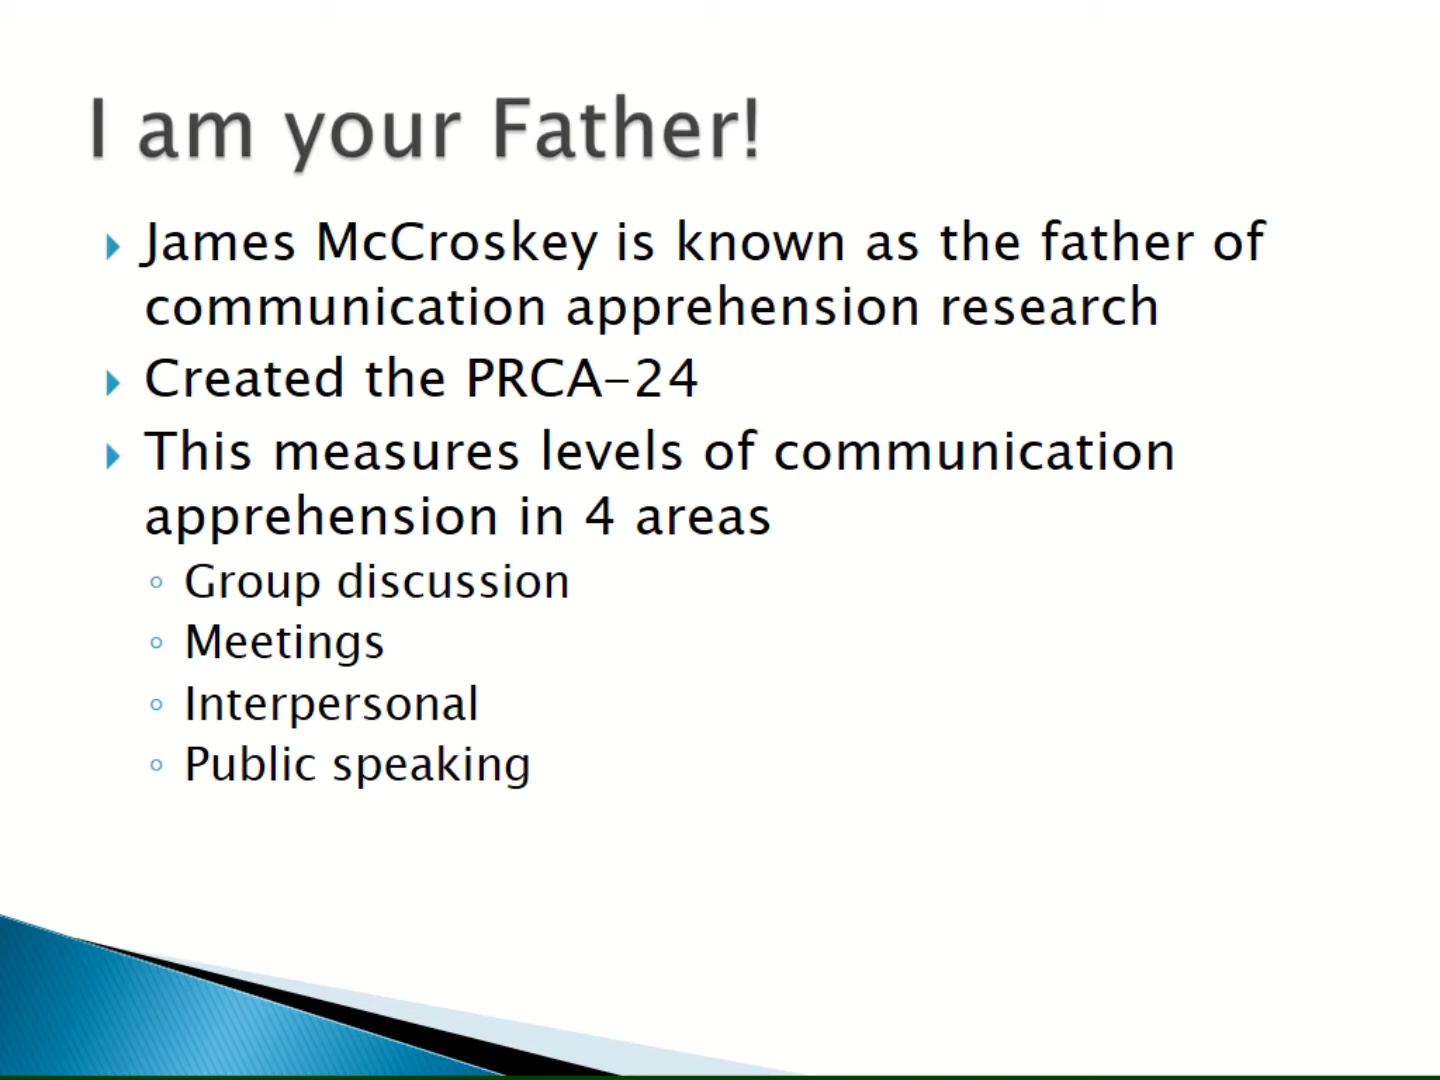 I am your Father!
James McCroskey is known as the father of
communication apprehension research
Created the PRCA-24
This measures levels of communication
apprehension in 4 areas
Group discussion
Meetings
Interpersonal
Public speaking